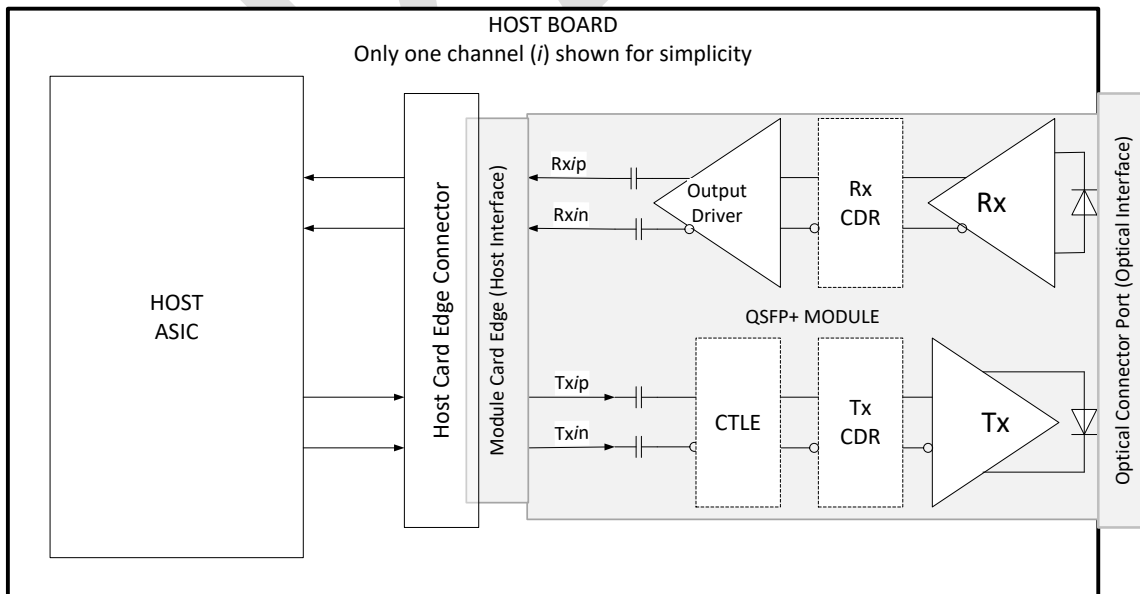 HOST BOARD
Only one channel (i) shown for simplicity
HOST
ASIC
Host Card Edge Connector
Module Card Edge (Host Interface)
Rxip
Rxin
Output
Driver
Rx
CDR
Rx
QSFP+ MODULE
Txip
Txin
CTLE
Tx
CDR
Tx
Optical Connector Port (Optical Interface)